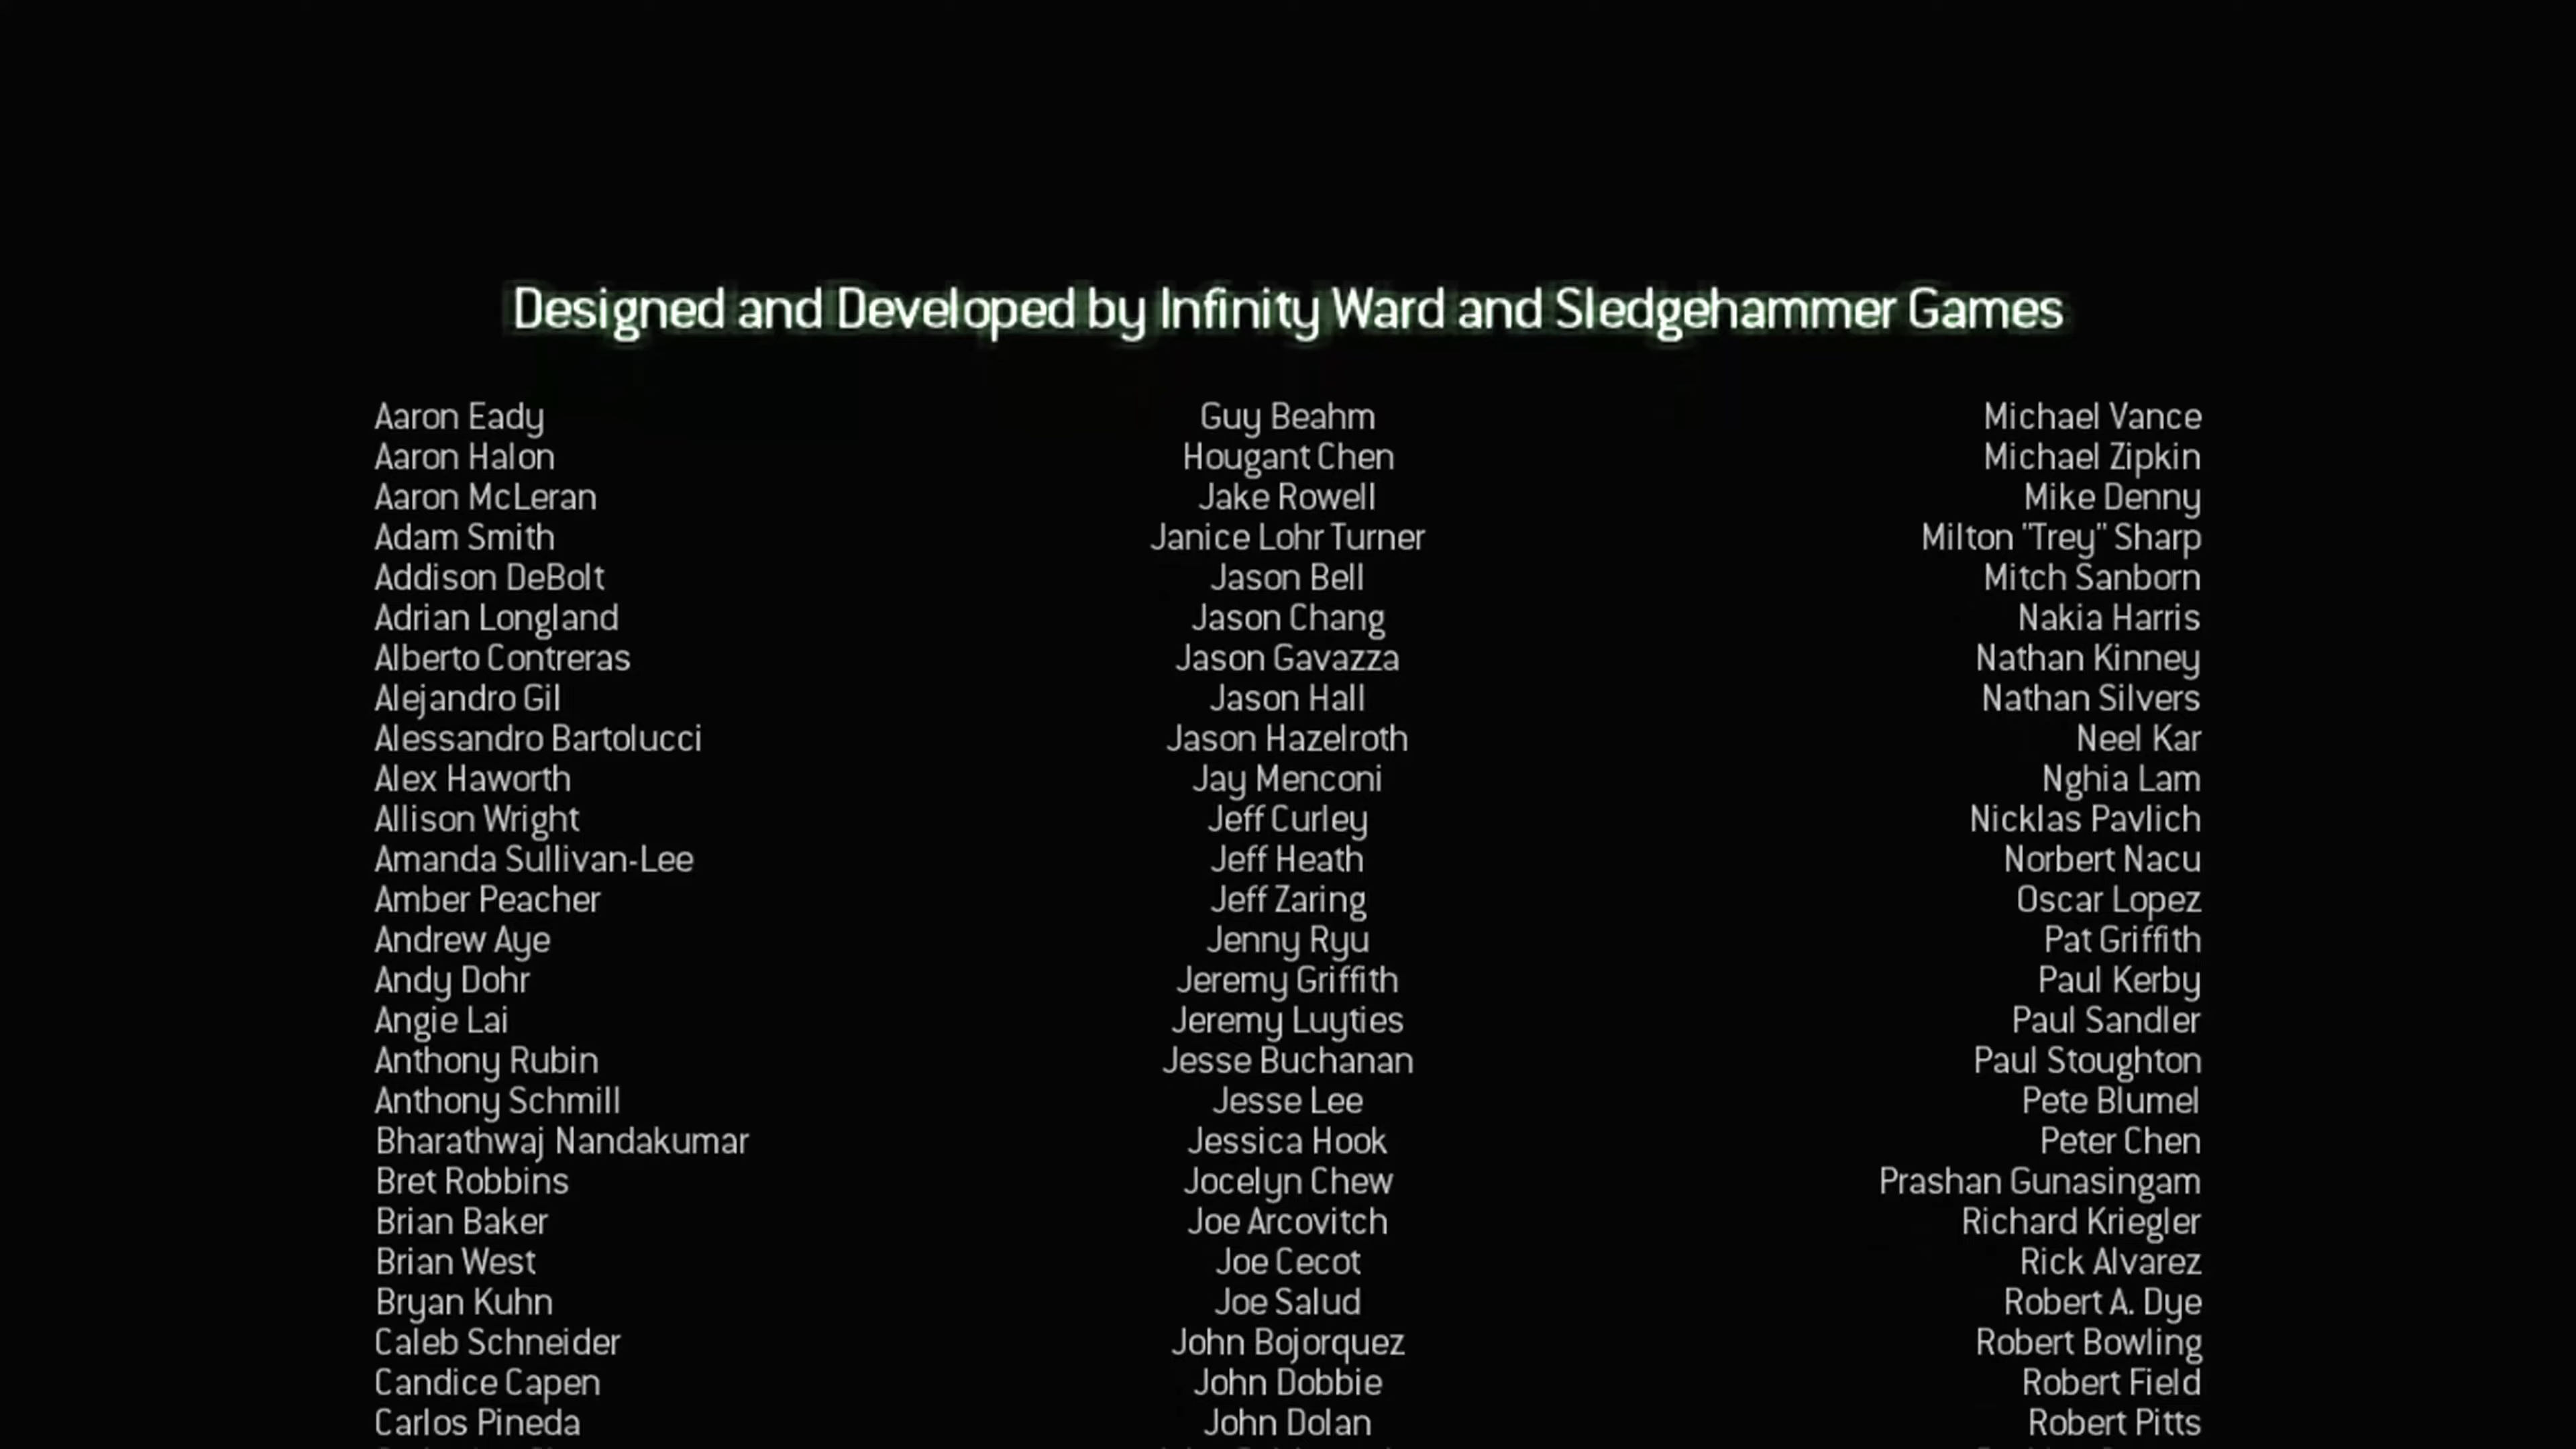 Designed and Developed by Infinity Ward and Sledgehammer Games
Aaron Eady
Aaron Halon
Aaron McLeran
Adam Smith
Addison DeBolt
Adrian Longland
Alberto Contreras
Alejandro Gil
Alessandro Bartolucci
Alex Haworth
Allison Wright
Amanda Sullivan-Lee
Amber Peacher
Andrew Aye
Andy Dohr
Angie Lai
Anthony Rubin
Anthony Schmill
Bharathwaj Nandakumar
Bret Robbins
Brian Baker
Brian West
Bryan Kuhn
Caleb Schneider
Candice Capen
Carlos Pineda
Guy Beahm
Hougant Chen
Jake Rowell
Janice Lohr Turner
Jason Bell
Jason Chang
Jason Gavazza
Jason Hall
Jason Hazelroth
Jay Menconi
Jeff Curley
Jeff Heath
Jeff Zaring
Jenny Ryu
Jeremy Griffith
Jeremy Luyties
Jesse Buchanan
Jesse Lee
Jessica Hook
Jocelyn Chew
Joe Arcovitch
Joe Cecot
Joe Salud
John Bojorquez
John Dobbie
John Dolan
Michael Vance
Michael Zipkin
Mike Denny
Milton "Trey" Sharp
Mitch Sanborn
Nakia Harris
Nathan Kinney
Nathan Silvers
Neel Kar
Nghia Lam
Nicklas Pavlich
Norbert Nacu
Oscar Lopez
Pat Griffith
Paul Kerby
Paul Sandler
Paul Stoughton
Pete Blumel
Peter Chen
Prashan Gunasingam
Richard Kriegler
Rick Alvarez
Robert A. Dye
Robert Bowling
Robert Field
Robert Pitts